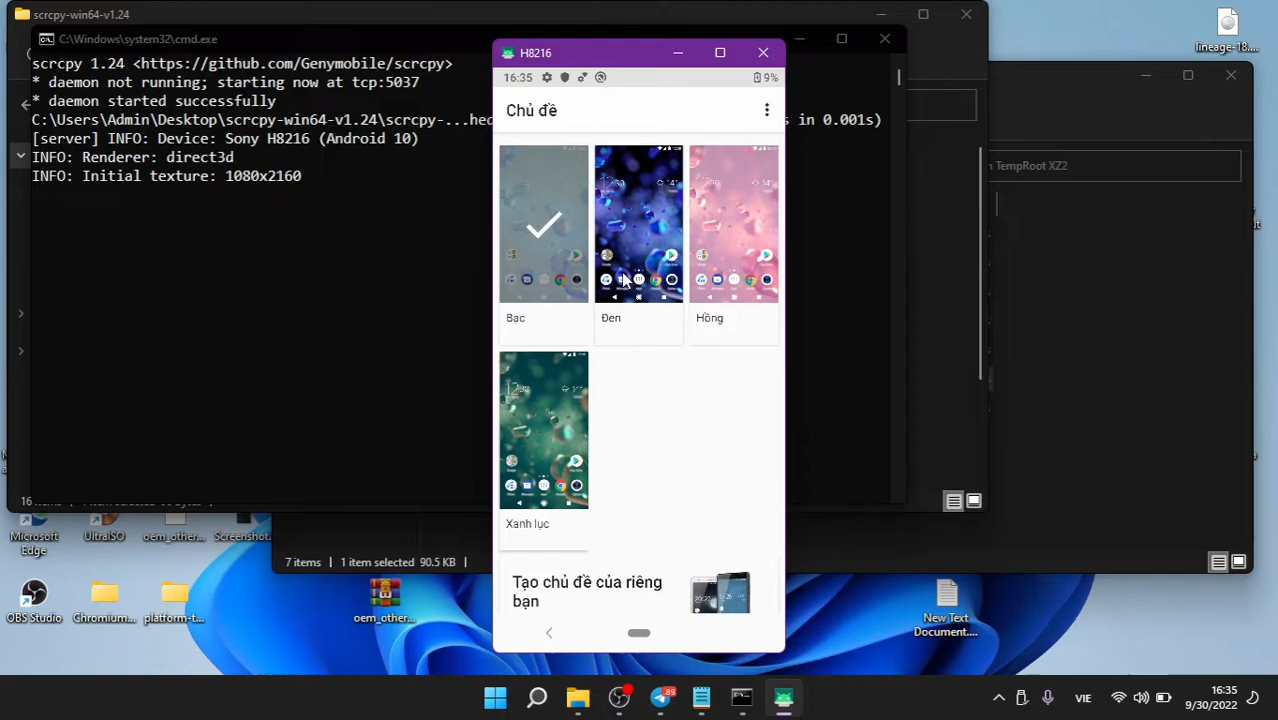 scrcpy-win64-v1.24
C:\Windows\system32\cmd.exe
scrcpy 1.24 <https://github.com/Genymobile/scrcpy>
* daemon not running; starting now at tcp:5037
* daemon started successfully
C:\Users\Admin\Desktop\scrcpy-win64-v1.24\scrcpy-...hed
s in 0.001s)
[server] INFO: Device: Sony H8216 (Android 10)
INFO: Renderer: direct3d
INFO: Initial texture: 1080x2160
H8216
16:35
9%
Chủ đề
Bạc
Đen
Hồng
Xanh lục
Tạo chủ đề của riêng
bạn
TempRoot XZ2
lineage-18....
7 items
1 item selected 90.5 KB
Microsoft
Edge
UltraISO
oem_other...
Screenshot.
OBS Studio
Chromium...
platform-t...
oem_other...
New Text
Document....
89
VIE
16:35
9/30/2022